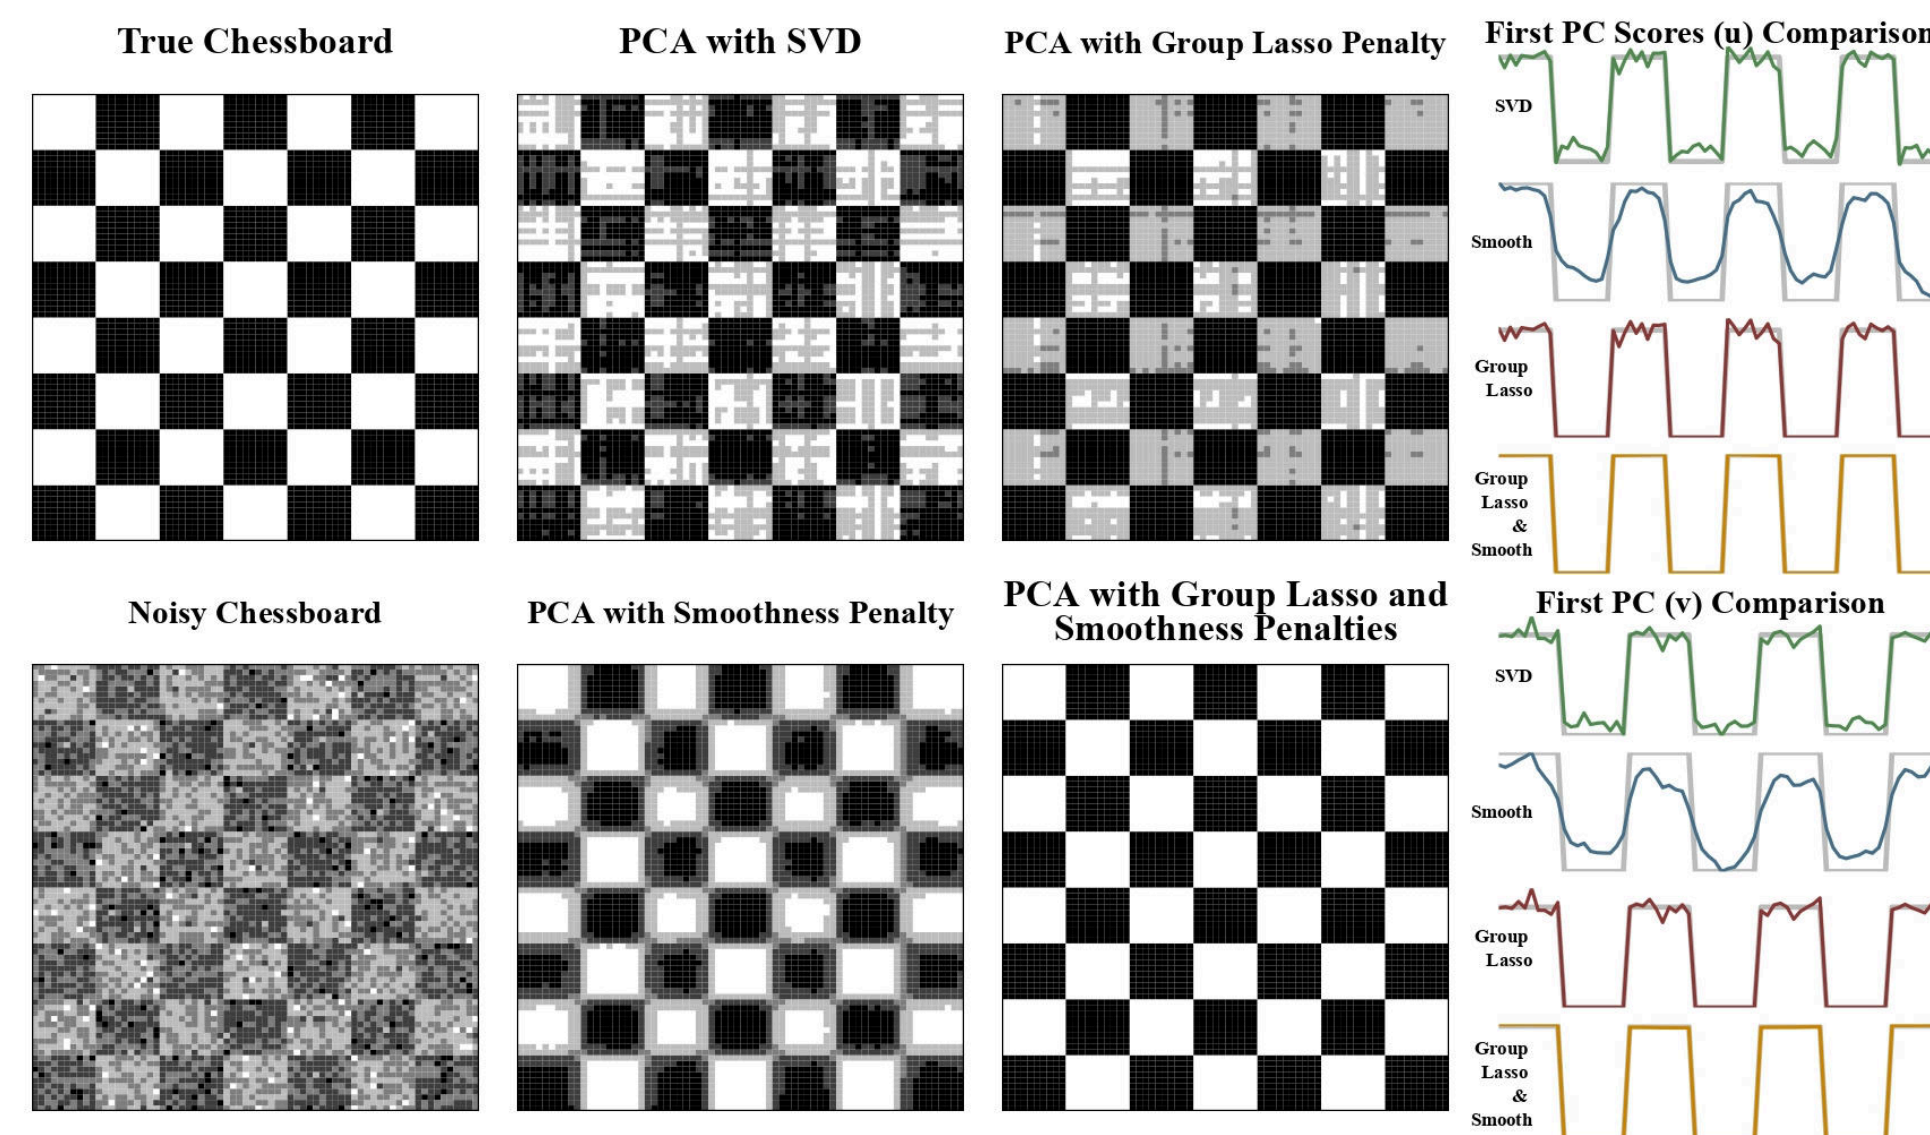 True Chessboard
PCA with SVD
PCA with Group Lasso Penalty
First PC Scores (u) Comparison
SVD
Smooth
Group
Lasso
Group
Lasso
&
Smooth
Noisy Chessboard
PCA with Smoothness Penalty
PCA with Group Lasso and
Smoothness Penalties
First PC (v) Comparison
SVD
Smooth
Group
Lasso
Group
Lasso
&
Smooth